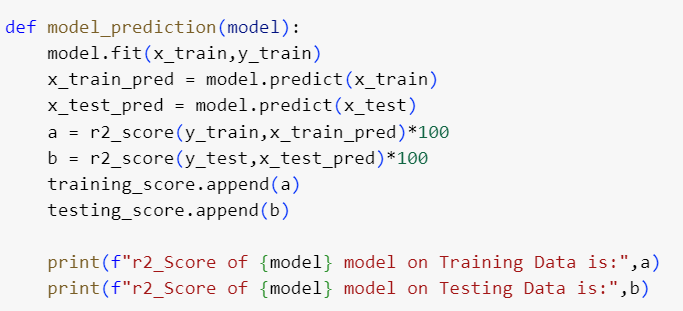 def model_prediction(model):
    model.fit(x_train,y_train)
    x_train_pred = model.predict(x_train)
    x_test_pred = model.predict(x_test)
    a = r2_score(y_train,x_train_pred)*100
    b = r2_score(y_test,x_test_pred)*100
    training_score.append(a)
    testing_score.append(b)

    print(f"r2_Score of {model} model on Training Data is:",a)
    print(f"r2_Score of {model} model on Testing Data is:",b)